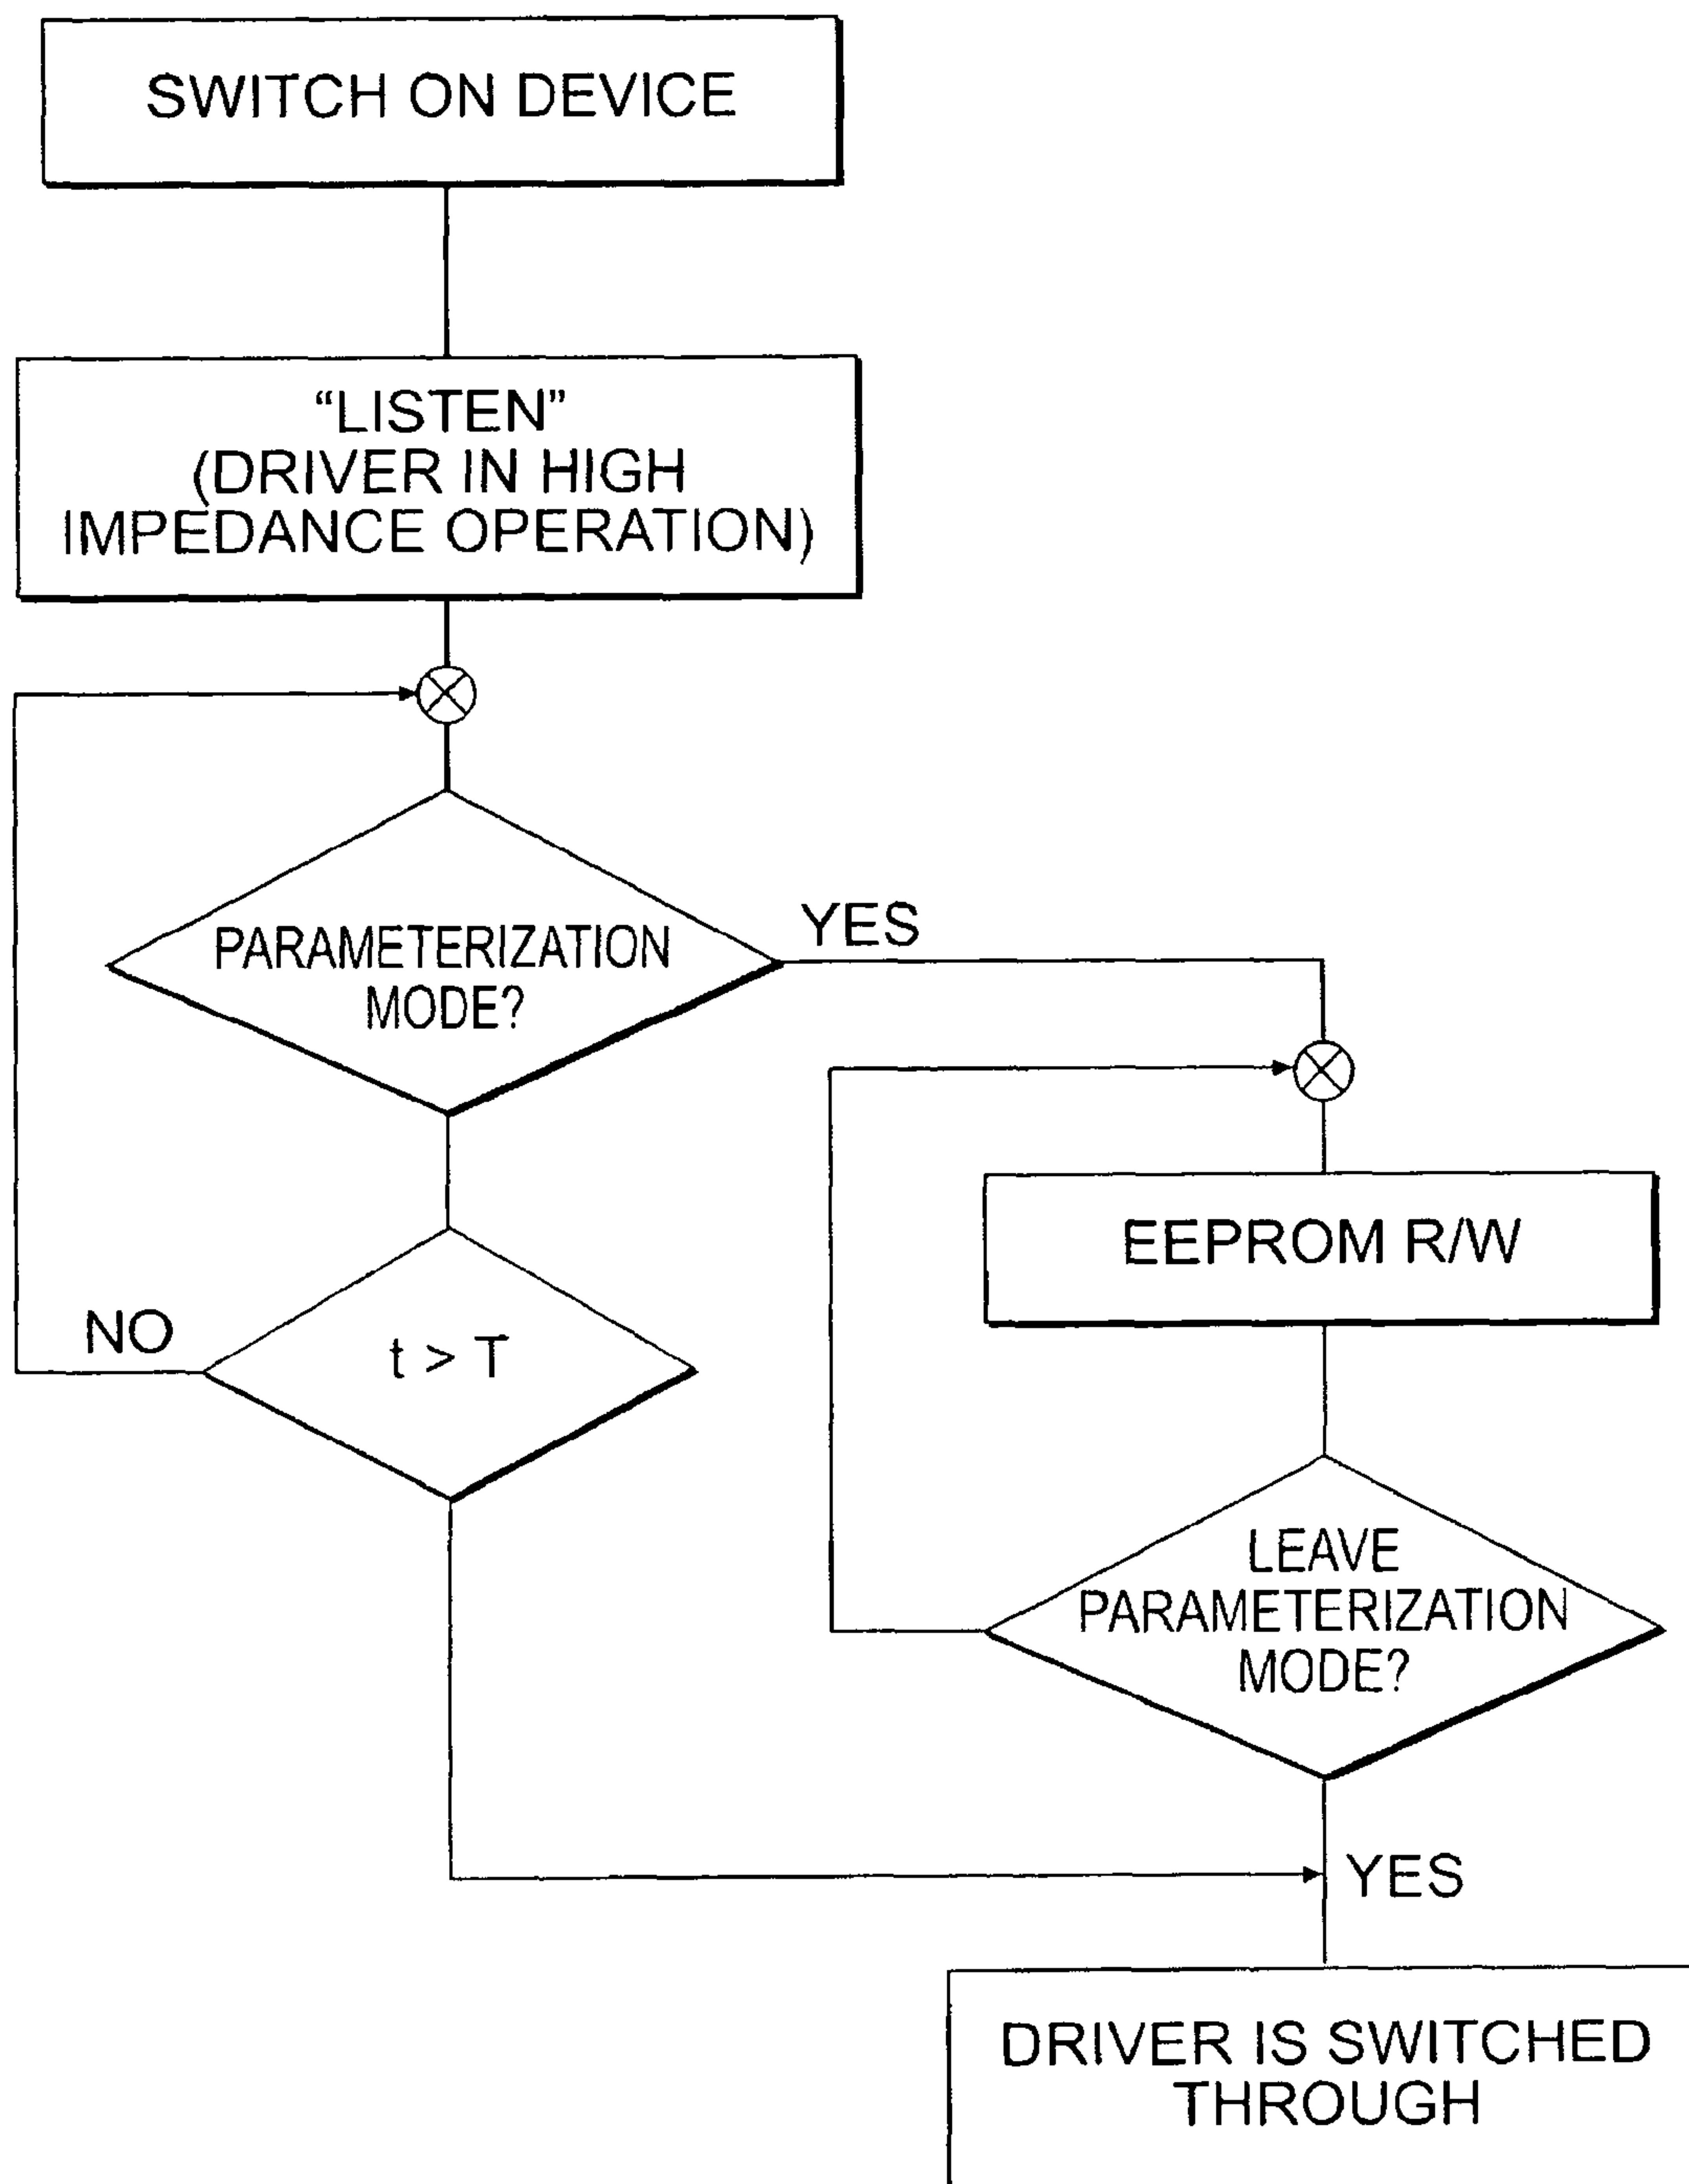 SWITCH ON DEVICE
“LISTEN”
(DRIVER IN HIGH
IMPEDANCE OPERATION)
PARAMETERIZATION
MODE?
YES
t > T
NO
EEPROM R/W
LEAVE
PARAMETERIZATION
MODE?
YES
DRIVER IS SWITCHED
THROUGH